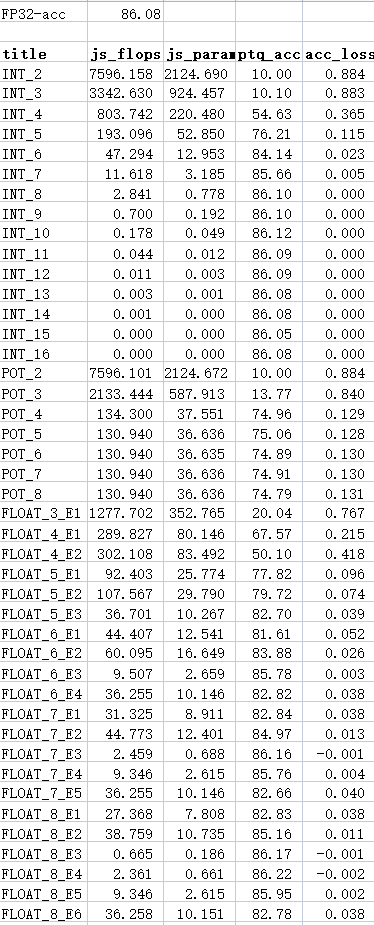 FP32-acc 86.08
title js_flops js_param ptq_acc acc_loss
INT_2 7596.158 2124.690 10.00 0.884
INT_3 3342.630 924.457 10.10 0.883
INT_4 803.742 220.480 54.63 0.365
INT_5 193.096 52.850 76.21 0.115
INT_6 47.294 12.953 84.14 0.023
INT_7 11.618 3.185 85.66 0.005
INT_8 2.841 0.778 86.10 0.000
INT_9 0.700 0.192 86.10 0.000
INT_10 0.178 0.049 86.12 0.000
INT_11 0.044 0.012 86.09 0.000
INT_12 0.011 0.003 86.09 0.000
INT_13 0.003 0.001 86.08 0.000
INT_14 0.001 0.000 86.08 0.000
INT_15 0.000 0.000 86.05 0.000
INT_16 0.000 0.000 86.08 0.000
POT_2 7596.101 2124.672 10.00 0.884
POT_3 2133.444 587.913 13.77 0.840
POT_4 134.300 37.551 74.96 0.129
POT_5 130.940 36.636 75.06 0.128
POT_6 130.940 36.635 74.89 0.130
POT_7 130.940 36.636 74.91 0.130
POT_8 130.940 36.636 74.79 0.131
FLOAT_3_E1 1277.702 352.765 20.04 0.767
FLOAT_4_E1 289.827 80.146 67.57 0.215
FLOAT_4_E2 302.108 83.492 50.10 0.418
FLOAT_5_E1 92.403 25.774 77.82 0.096
FLOAT_5_E2 107.567 29.790 79.72 0.074
FLOAT_5_E3 36.701 10.267 82.70 0.039
FLOAT_6_E1 44.407 12.541 81.61 0.052
FLOAT_6_E2 60.095 16.649 83.88 0.026
FLOAT_6_E3 9.507 2.659 85.78 0.003
FLOAT_6_E4 36.255 10.146 82.82 0.038
FLOAT_7_E1 31.325 8.911 82.84 0.038
FLOAT_7_E2 44.773 12.401 84.97 0.013
FLOAT_7_E3 2.459 0.688 86.16 -0.001
FLOAT_7_E4 9.346 2.615 85.76 0.004
FLOAT_7_E5 36.255 10.146 82.66 0.040
FLOAT_8_E1 27.368 7.808 82.83 0.038
FLOAT_8_E2 38.759 10.735 85.16 0.011
FLOAT_8_E3 0.665 0.186 86.17 -0.001
FLOAT_8_E4 2.361 0.661 86.22 -0.002
FLOAT_8_E5 9.346 2.615 85.95 0.002
FLOAT_8_E6 36.258 10.151 82.78 0.038